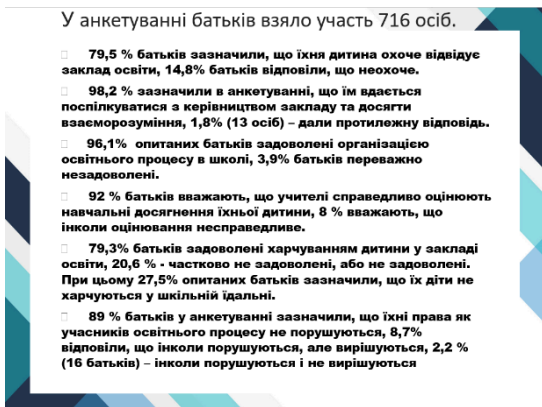 У анкетуванні батьків взяло участь 716 осіб.
79,5 % батьків зазначили, що їхня дитина охоче відвідує
заклад освіти, 14,8% батьків відповіли, що неохоче.
98,2 % зазначили в анкетуванні, що їм вдається
поспілкуватися з керівництвом закладу та досягти
взаєморозуміння, 1,8% (13 осіб) – дали протилежну відповідь.
96,1% опитаних батьків задоволені організацією
освітнього процесу в школі, 3,9% батьків переважно
незадоволені.
92 % батьків вважають, що учителі справедливо оцінюють
навчальні досягнення їхньої дитини, 8 % вважають, що
інколи оцінювання несправедливе.
79,3% батьків задоволені харчуванням дитини у закладі
освіти, 20,6 % - частково не задоволені, або не задоволені.
При цьому 27,5% опитаних батьків зазначили, що їх діти не
харчуються у шкільній їдальні.
89 % батьків у анкетуванні зазначили, що їхні права як
учасників освітнього процесу не порушуються, 8,7%
відповіли, що інколи порушуються, але вирішуються, 2,2 %
(16 батьків) – інколи порушуються і не вирішуються